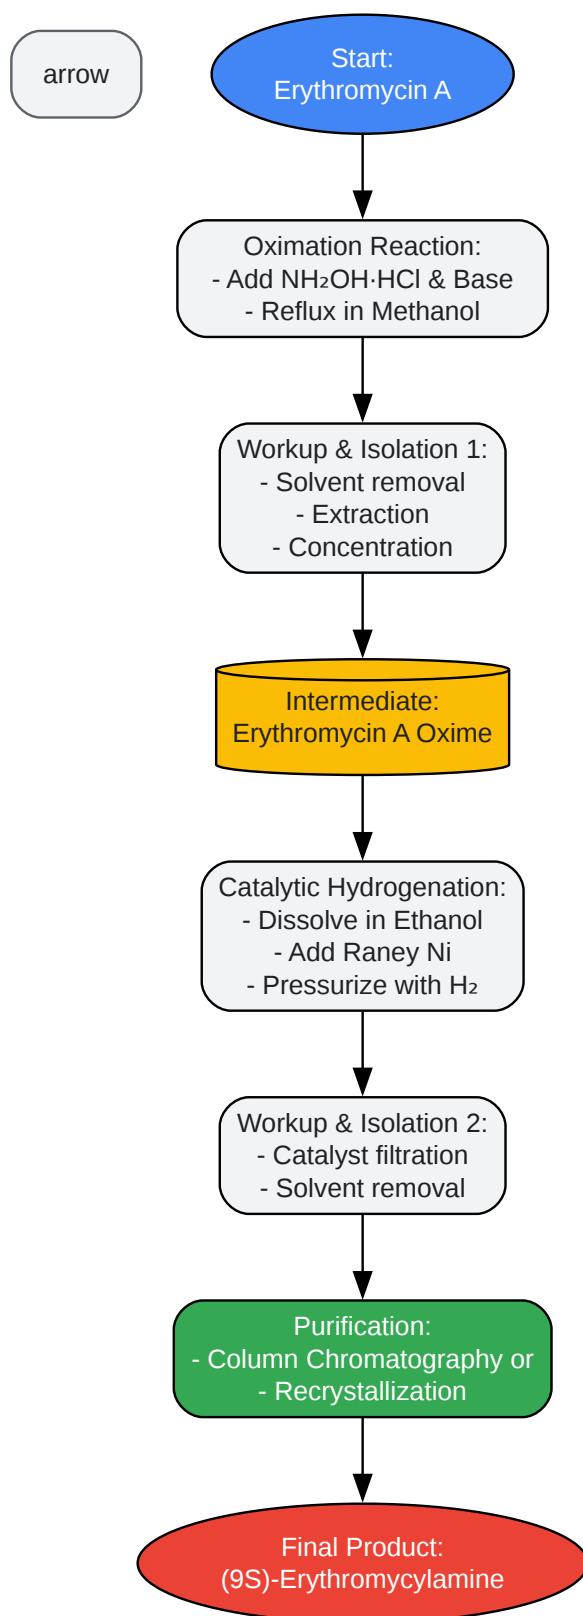 arrow
Start:
Erythromycin A
Oximation Reaction:
- Add NH₂OH·HCl & Base
- Reflux in Methanol
Workup & Isolation 1:
- Solvent removal
- Extraction
- Concentration
Intermediate:
Erythromycin A Oxime
Catalytic Hydrogenation:
- Dissolve in Ethanol
- Add Raney Ni
- Pressurize with H₂
Workup & Isolation 2:
- Catalyst filtration
- Solvent removal
Purification:
- Column Chromatography or
- Recrystallization
Final Product:
(9S)-Erythromycylamine